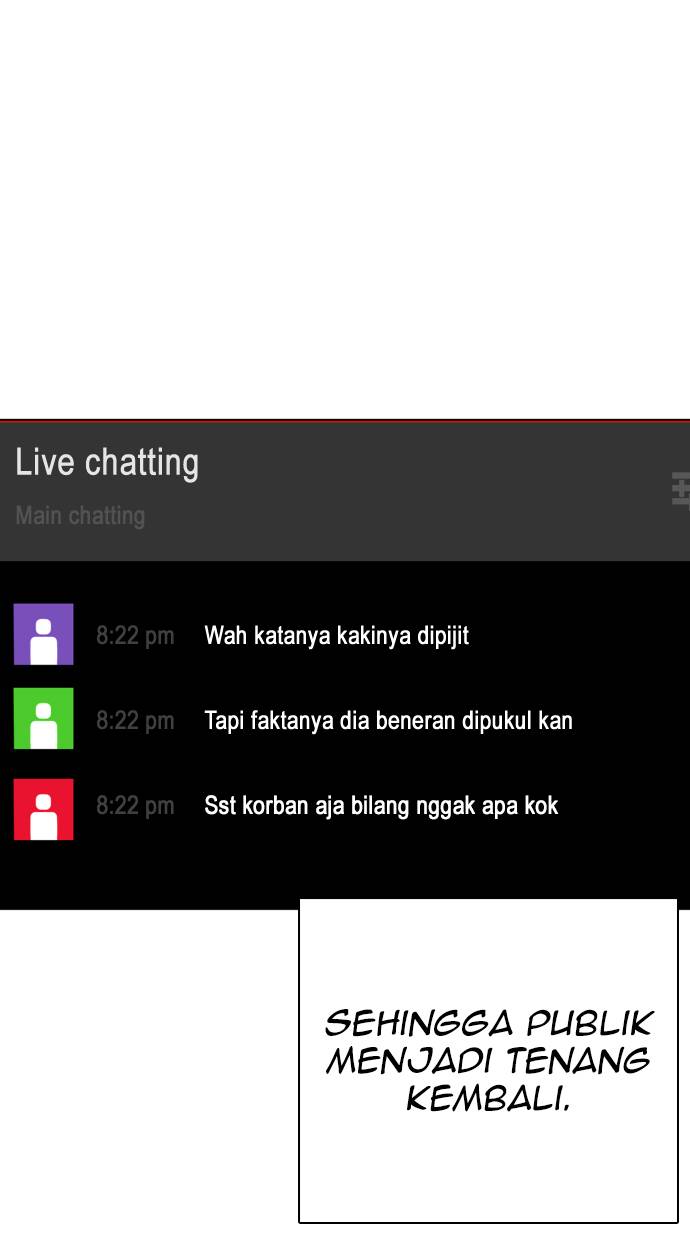 Live chatting
Main chatting
8:22 pm Wah katanya kakinya dipijit
8:22 pm Tapi faktanya dia beneran dipukul kan
8:22 pm Sst korban aja bilang nggak apa kok
SEHINGGA PUBLIK
MENJADI TENANG
KEMBALI.